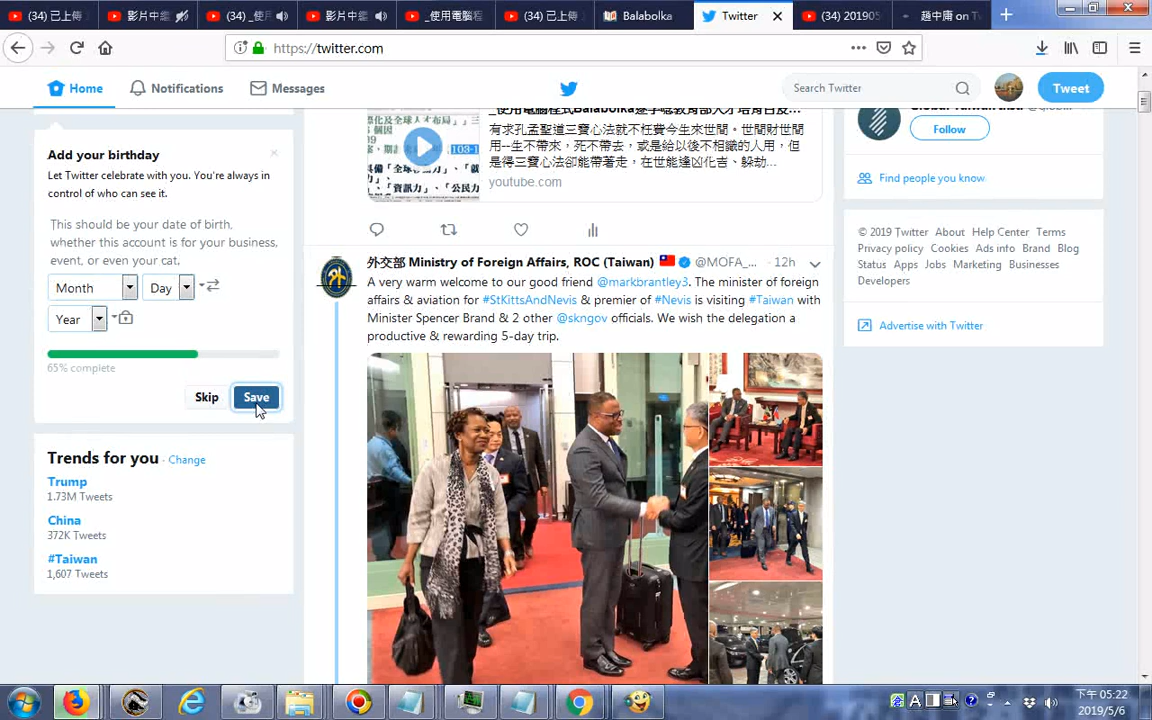 (34) 已上傳
影片中繼
(34) _使用
影片中繼
_使用電腦程
(34) 已上傳
Balabolka
Twitter
(34) 201905
趙中庸 on Tw
https://twitter.com
Home
Notifications
Messages
Search Twitter
Tweet
Add your birthday
Let Twitter celebrate with you. You're always in
control of who can see it.
This should be your date of birth,
whether this account is for your business,
event, or even your cat.
Month
Day
Year
65% complete
Skip
Save
Trends for you · Change
Trump
1.73M Tweets
China
372K Tweets
#Taiwan
1,607 Tweets
103-1
有求孔孟聖道三寶心法就不枉費今生來世間。世間財世間
用--生不帶來，死不帶去，或是給以後不相識的人用，但
是得三寶心法卻能帶著走，在世能逢凶化吉、躲劫...
youtube.com
外交部 Ministry of Foreign Affairs, ROC (Taiwan) @MOFA_... · 12h
A very warm welcome to our good friend @markbrantley3. The minister of foreign
affairs & aviation for #StKittsAndNevis & premier of #Nevis is visiting #Taiwan with
Minister Spencer Brand & 2 other @skngov officials. We wish the delegation a
productive & rewarding 5-day trip.
Follow
Find people you know
© 2019 Twitter About Help Center Terms
Privacy policy Cookies Ads info Brand Blog
Status Apps Jobs Marketing Businesses
Developers
Advertise with Twitter
下午 05:22
2019/5/6